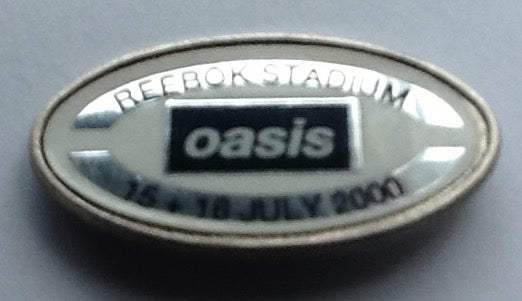 REEBOK STADIUM
oasis
15 + 16 JULY 2000